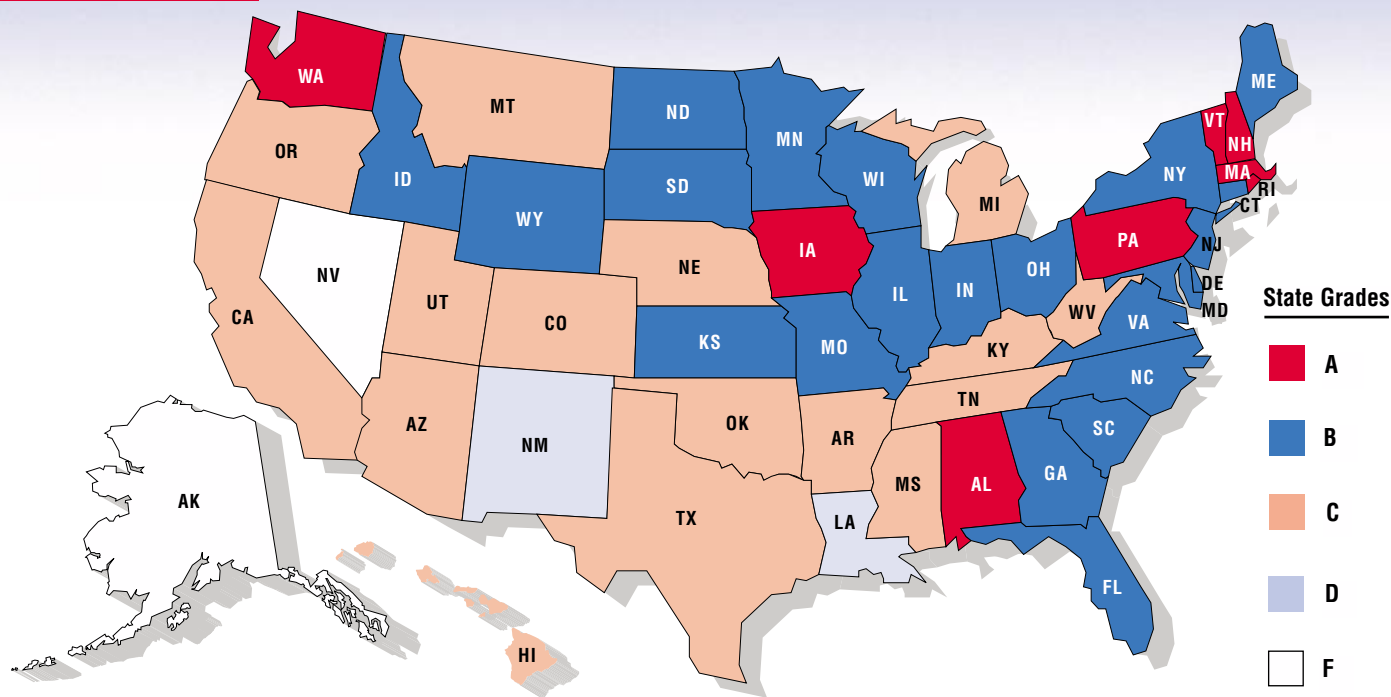 WA
MT
ND
MN
ME
VT
NH
OR
ID
SD
WI
MA
NY
RI
CT
WY
MI
IA
PA
NJ
NV
NE
OH
IN
IL
DE
MD
UT
CO
WV
VA
CA
KS
MO
KY
NC
TN
AZ
NM
OK
AR
SC
GA
MS
AL
AK
TX
LA
FL
HI
State Grades
A
B
C
D
F